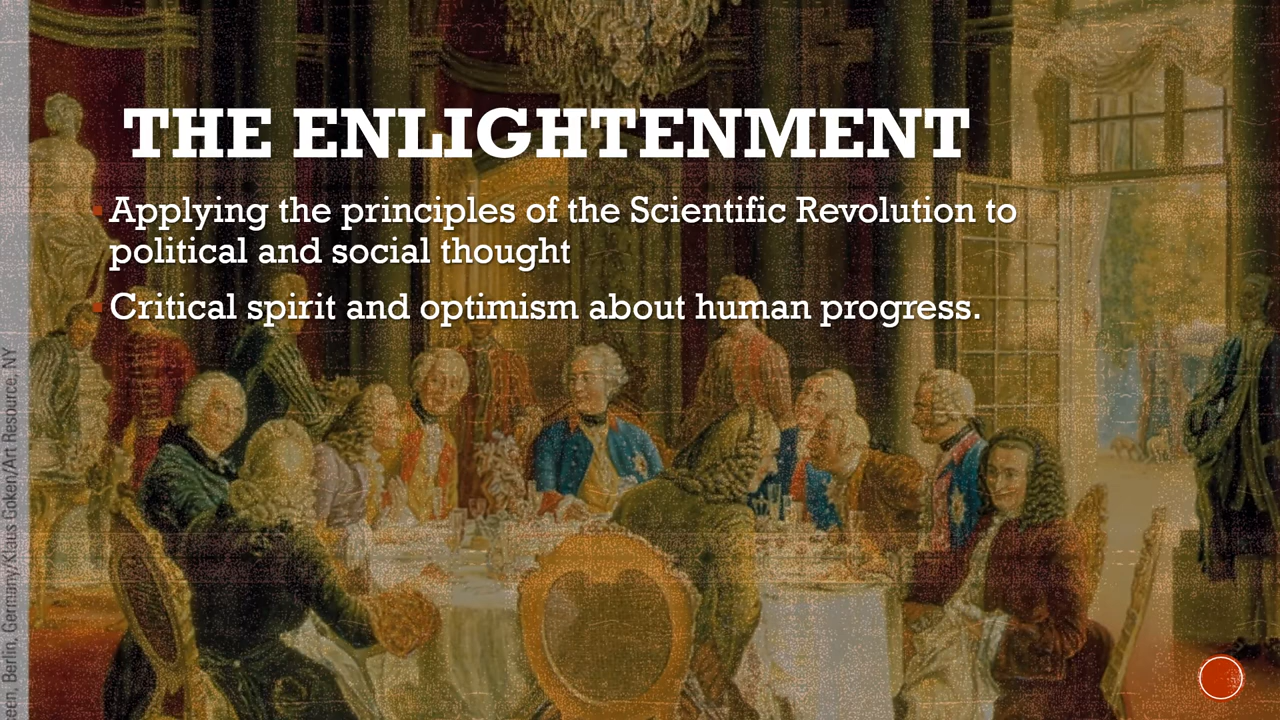 THE ENLIGHTENMENT
Applying the principles of the Scientific Revolution to
political and social thought
Critical spirit and optimism about human progress.
Berlin, Germany/Klaus Goken/Art Resource, NY